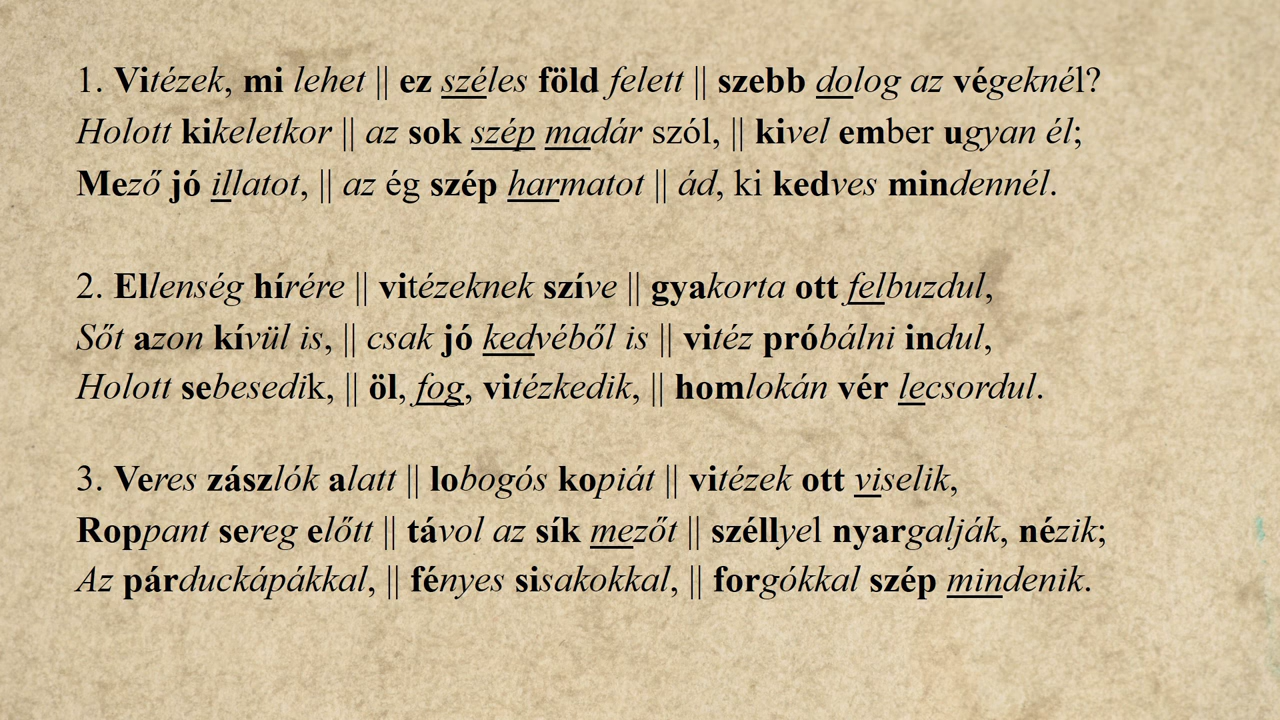 1. Vitézek, mi lehet || ez széles föld felett || szebb dolog az végeknél?
Holott kikeletkor || az sok szép madár szól, || kivel ember ugyan él;
Mező jó illatot, || az ég szép harmatot || ád, ki kedves mindennél.
2. Ellenség hírére || vitézeknek szíve || gyakorta ott felbuzdul,
Sőt azon kívül is, || csak jó kedvéből is || vitéz próbálni indul,
Holott sebesedik, || öl, fog, vitézkedik, || homlokán vér lecsordul.
3. Veres zászlók alatt || lobogós kopiát || vitézek ott viselik,
Roppant sereg előtt || távol az sík mezőt || széllyel nyargalják, nézik;
Az párduckápákkal, || fényes sisakokkal, || forgókkal szép mindenik.